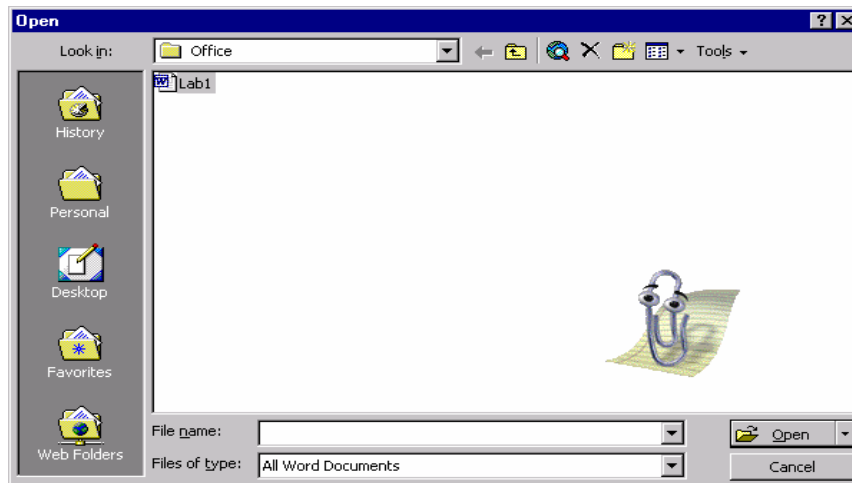 Open
Look in: Office Tools
Lab1
History
Personal
Desktop
Favorites
Web Folders
File name: Open
Files of type: All Word Documents Cancel